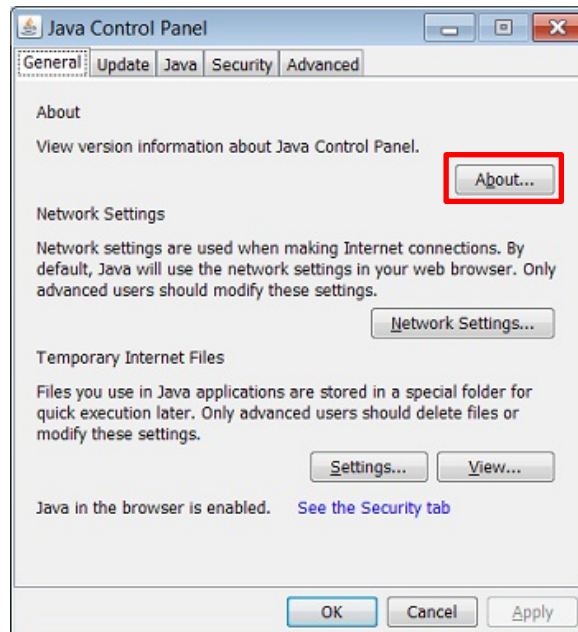 Java Control Panel
General Update Java Security Advanced
About
View version information about Java Control Panel.
About...
Network Settings
Network settings are used when making Internet connections. By
default, Java will use the network settings in your web browser. Only
advanced users should modify these settings.
Network Settings...
Temporary Internet Files
Files you use in Java applications are stored in a special folder for
quick execution later. Only advanced users should delete files or
modify these settings.
Settings... View...
Java in the browser is enabled. See the Security tab
OK Cancel Apply